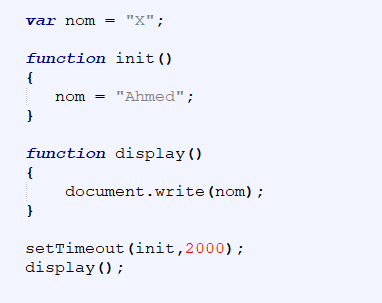 var nom = "X";
function init()
{
nom = "Ahmed";
}
function display()
{
document.write(nom);
}
setTimeout(init,2000);
display();